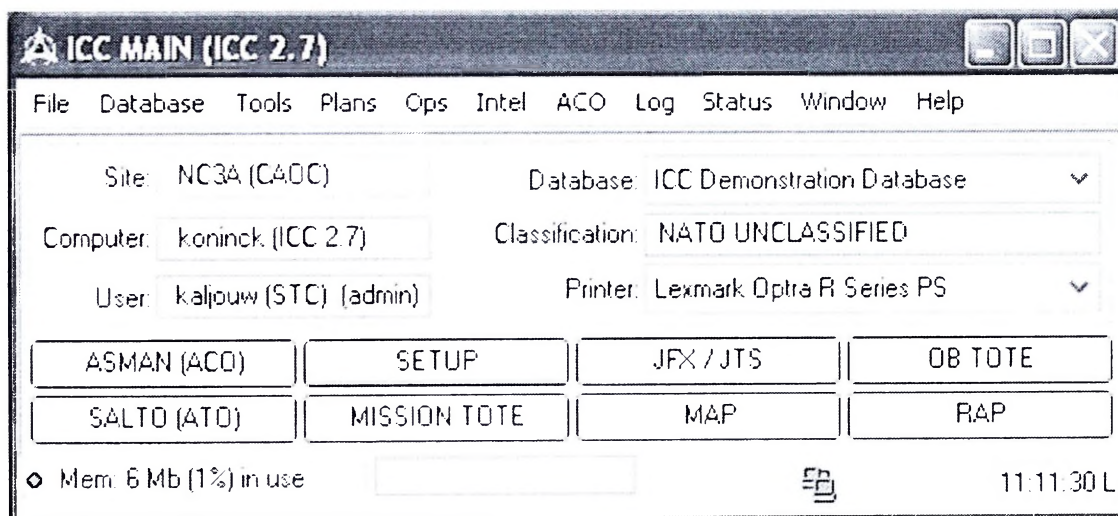 ICC MAIN (ICC 2.7)
File Database Tools Plans Ops Intel ACO Log Status Window Help
Site: NC3A (CAOC) Database: ICC Demonstration Database
Computer: koninck (ICC 2.7) Classification: NATO UNCLASSIFIED
User: kaljouw (STC) (admin) Printer: Lexmark Optra R Series PS
ASMAN (ACO) SETUP JFX / JTS OB TOTE
SALTO (ATO) MISSION TOTE MAP RAP
Mem: 6 Mb (1%) in use 11:11:30 L